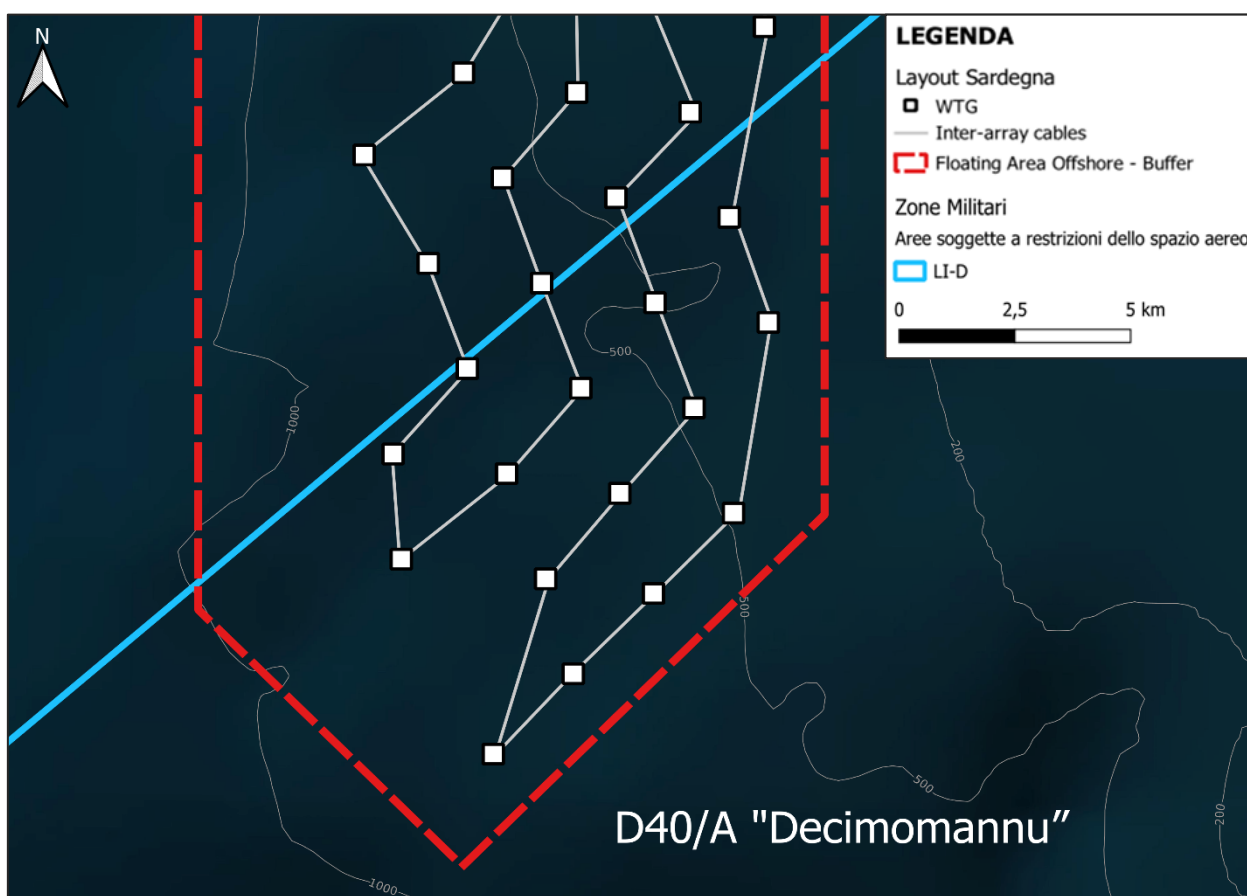 N
LEGENDA
Layout Sardegna
WTG
Inter-array cables
Floating Area Offshore - Buffer
Zone Militari
Aree soggette a restrizioni dello spazio aereo
LI-D
0 2,5 5 km
500
1000
200
500
500
200
1000
D40/A "Decimomannu”